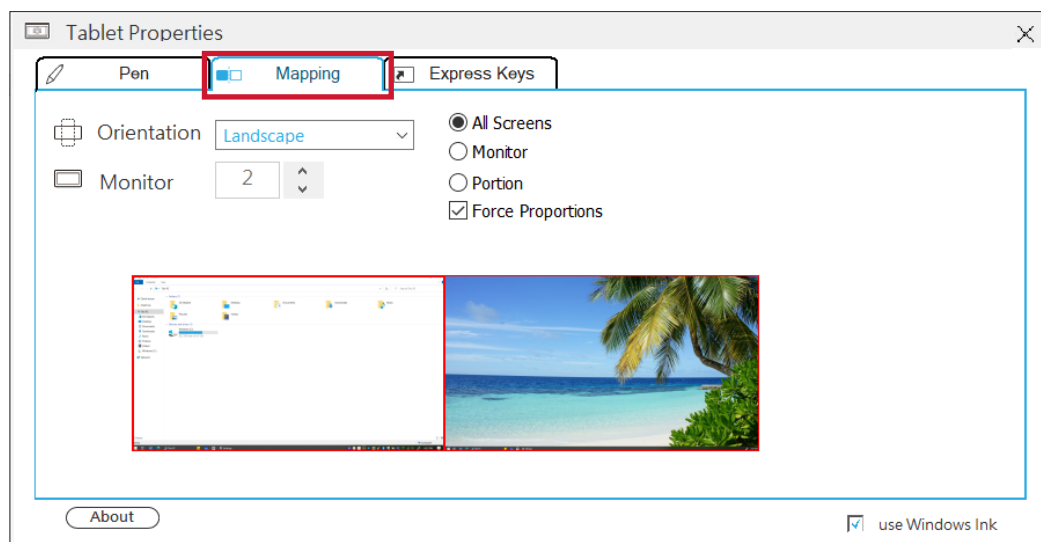 Tablet Properties
Pen
Mapping
Express Keys
Orientation
Landscape
All Screens
Monitor
Monitor
2
Portion
Force Proportions
About
use Windows Ink